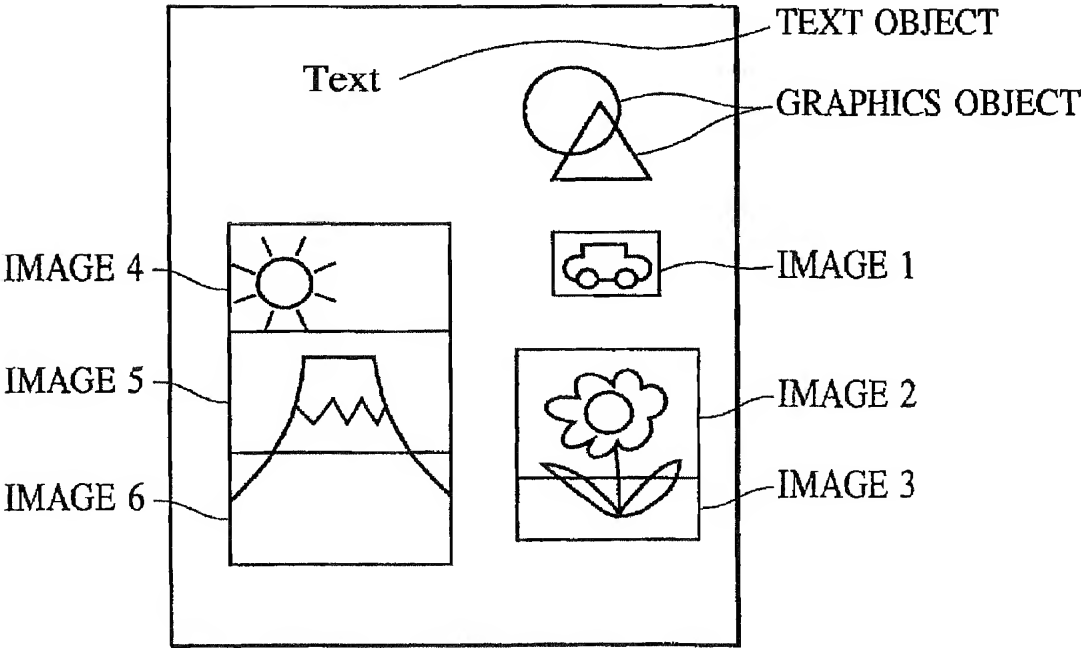 TEXT OBJECT
Text
GRAPHICS OBJECT
IMAGE 4
IMAGE 1
IMAGE 5
IMAGE 2
IMAGE 6
IMAGE 3